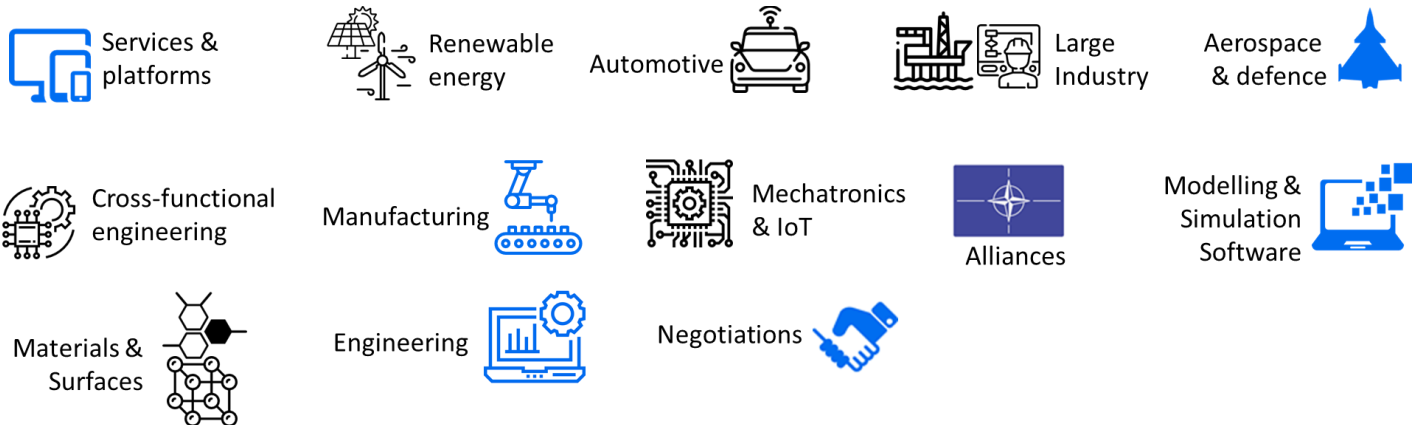 Services &
platforms
Renewable
energy
Automotive
Large
Industry
Aerospace
& defence
Cross-functional
engineering
Manufacturing
Mechatronics
& IoT
Alliances
Modelling &
Simulation
Software
Materials &
Surfaces
Engineering
Negotiations